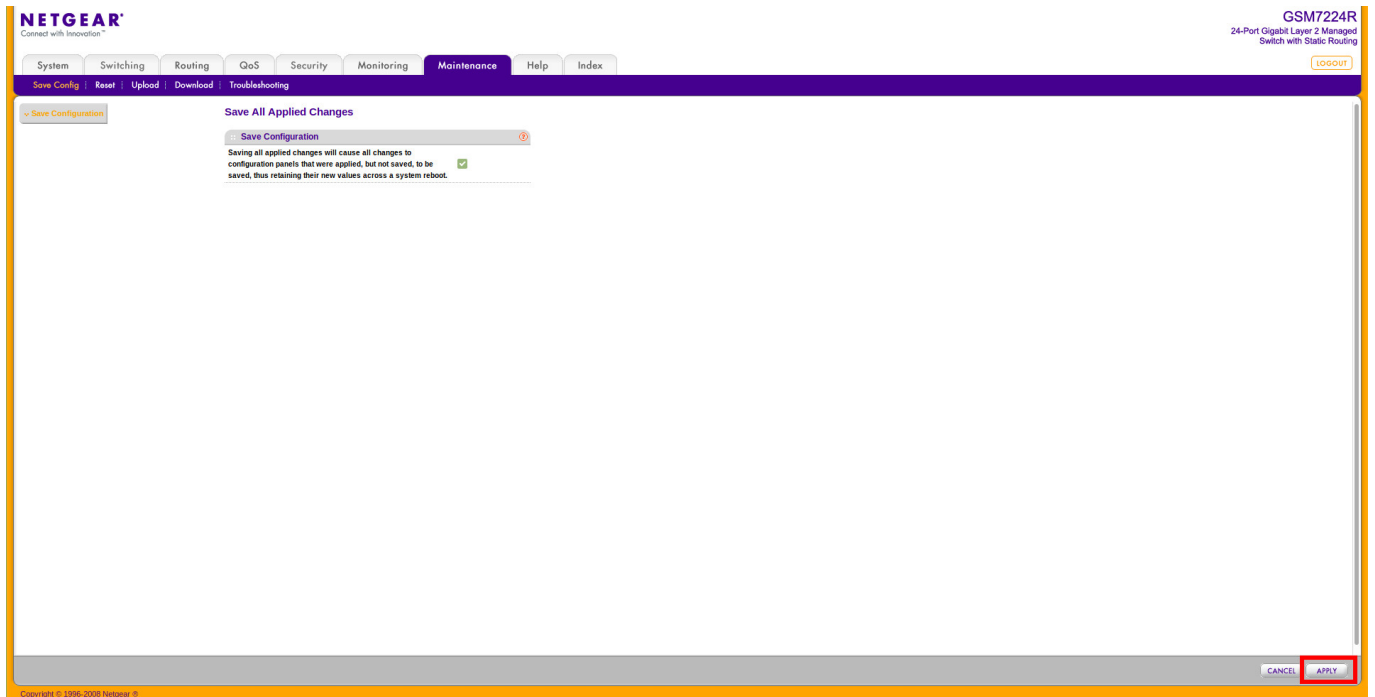 NETGEAR®
Connect with Innovation™
GSM7224R
24-Port Gigabit Layer 2 Managed
Switch with Static Routing
System Switching Routing QoS Security Monitoring Maintenance Help Index
LOGOUT
Save Config Reset Upload Download Troubleshooting
Save Configuration
Save All Applied Changes
Save Configuration
Saving all applied changes will cause all changes to
configuration panels that were applied, but not saved, to be
saved, thus retaining their new values across a system reboot.
CANCEL APPLY
Copyright © 1996-2008 Netgear ®